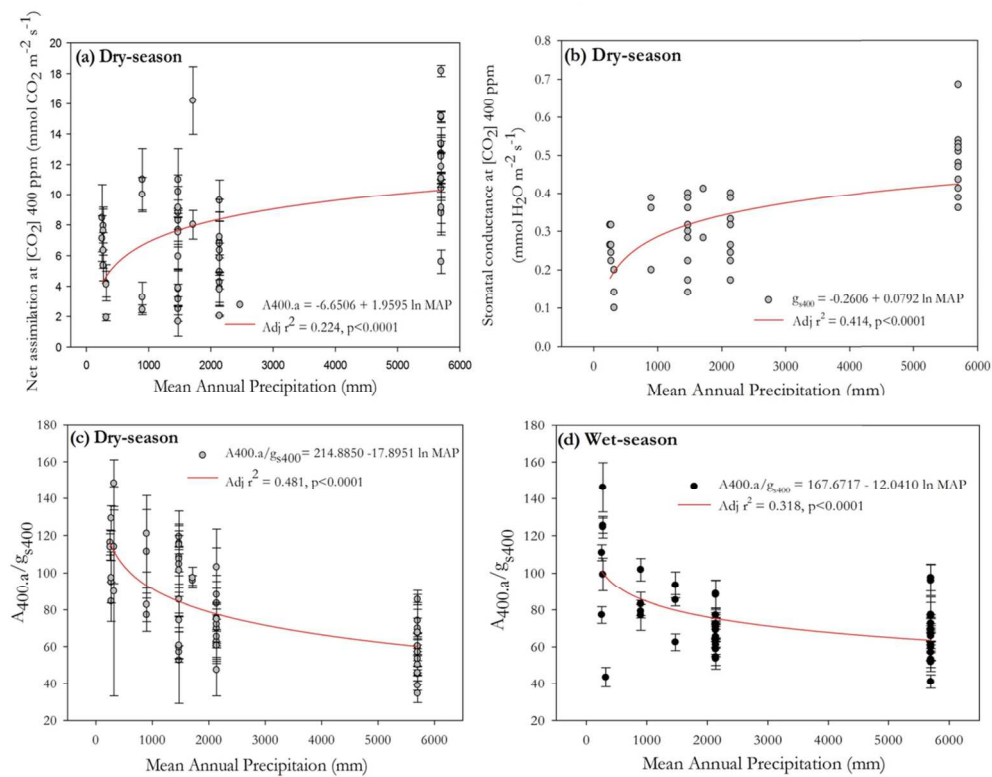 Net assimilation at [CO2] 400 ppm (mmol CO2 m-2 s-1)
20
18
16
14
12
10
8
6
4
2
0
(a) Dry-season
A400.a = -6.6506 + 1.9595 ln MAP
Adj r2 = 0.224, p<0.0001
0 1000 2000 3000 4000 5000 6000
Mean Annual Precipitation (mm)
Stomatal conductance at [CO2] 400 ppm
(mmol H2O m-2 s-1)
0.8
0.7
0.6
0.5
0.4
0.3
0.2
0.1
0.0
(b) Dry-season
gs400 = -0.2606 + 0.0792 ln MAP
Adj r2 = 0.414, p<0.0001
0 1000 2000 3000 4000 5000 6000
Mean Annual Precipitation (mm)
A400.a/gs400
180
160
140
120
100
80
60
40
20
(c) Dry-season
A400.a/gs400= 214.8850 -17.8951 ln MAP
Adj r2 = 0.481, p<0.0001
0 1000 2000 3000 4000 5000 6000
Mean Annual Precipitaion (mm)
A400.a/gs400
180
160
140
120
100
80
60
40
20
(d) Wet-season
A400.a/gs400 = 167.6717 - 12.0410 ln MAP
Adj r2 = 0.318, p<0.0001
0 1000 2000 3000 4000 5000 6000
Mean Annual Precipitation (mm)